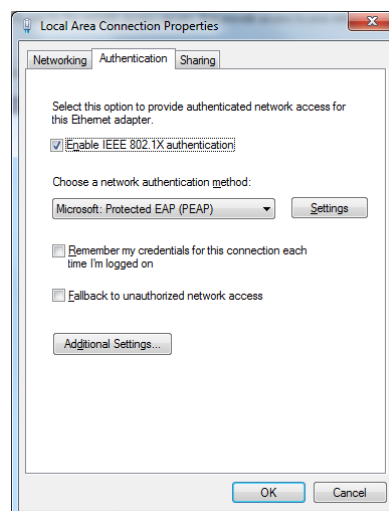 Local Area Connection Properties
Networking Authentication Sharing
Select this option to provide authenticated network access for
this Ethernet adapter.
Enable IEEE 802.1X authentication
Choose a network authentication method:
Microsoft: Protected EAP (PEAP) Settings
Remember my credentials for this connection each
time I'm logged on
Fallback to unauthorized network access
Additional Settings...
OK Cancel